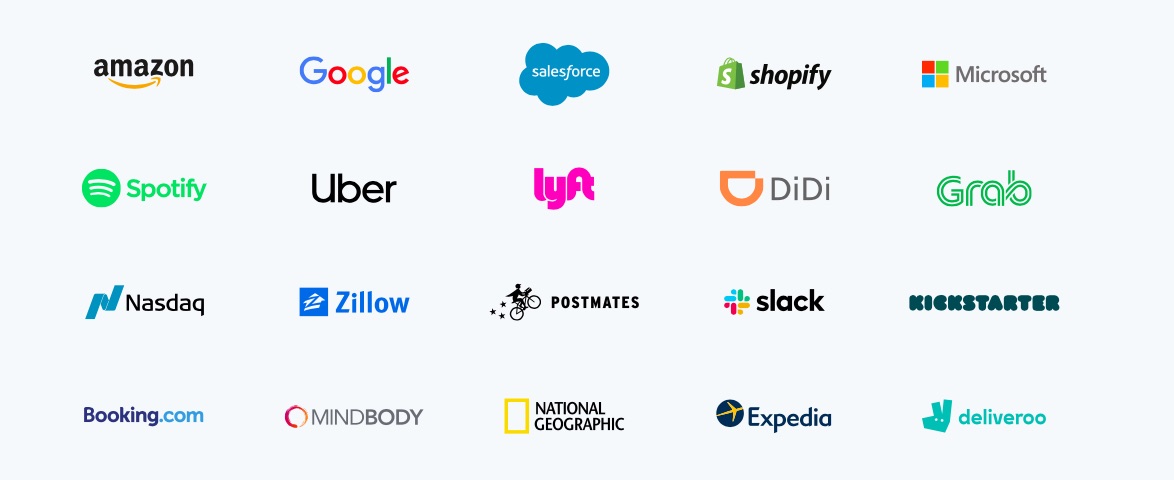 amazon
Google
salesforce
shopify
Microsoft
Spotify
Uber
lyft
DiDi
Grab
Nasdaq
Zillow
POSTMATES
slack
KICKSTARTER
Booking.com
MINDBODY
NATIONAL
GEOGRAPHIC
Expedia
deliveroo